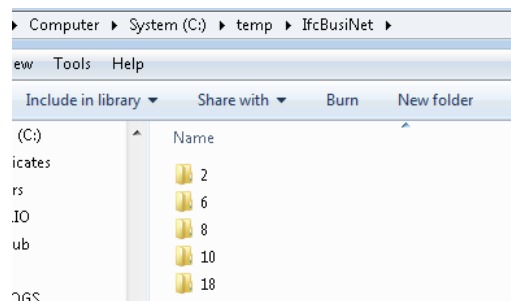 Computer ▸ System (C:) ▸ temp ▸ IfcBusiNet ▸
ew Tools Help
Include in library Share with Burn New folder
(C:)
icates
rs
.IO
ub
OGS
Name
2
6
8
10
18